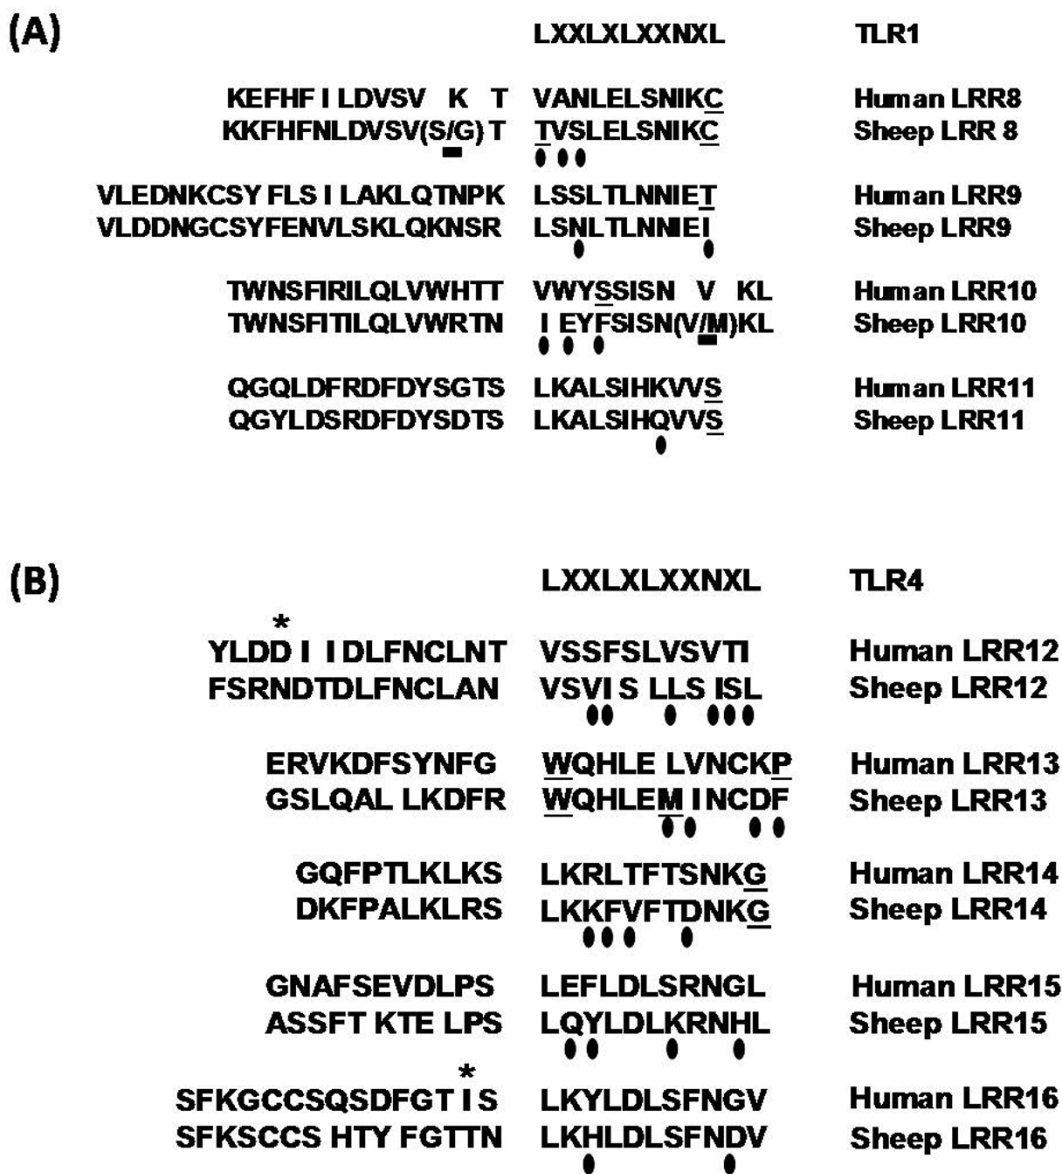 (A) LXXLXLXXNXL TLR1
KEFHF I LDVSV K T VANLELSNIKC Human LRR8
KKFHFNLDVSV(S/G) T TVSLELSNIKC Sheep LRR 8
VLEDNKCSYFLS I LAKLQTNPK LSSLTLNNIET Human LRR9
VLDDNGCSYFENVLSKLQKNSR LSNLTLNNIEI Sheep LRR9
TWNSFIRILQLVWHTT VWYSSISN V KL Human LRR10
TWNSFITILQLVWRTN I EYFSISN(V/M)KL Sheep LRR10
QGQLDFRDFDYSGTS LKALSIHKVVS Human LRR11
QGYLDSRDFDYSDTS LKALSIHQVVS Sheep LRR11
(B) LXXLXLXXNXL TLR4
*
YLDD I I DLFNCLNT VSSFSLVSVTI Human LRR12
FSRNDTDLFNCLAN VSVI S LLS ISL Sheep LRR12
ERVKDFSYNFG WQHLE LVNCKP Human LRR13
GSLQAL LKDFR WQHLEM INCDF Sheep LRR13
GQFPTLKLKS LKRLTFTSNKG Human LRR14
DKFPALKLRS LKKFVFTDNKG Sheep LRR14
GNAFSEVDLPS LEFLDLSRNGL Human LRR15
ASSFT KTE LPS LQYLDLKRNHL Sheep LRR15
*
SFKGCCSQSDFGT I S LKYLDLSFNGV Human LRR16
SFKSCCS HTY FGTTN LKHLDLSFNDV Sheep LRR16